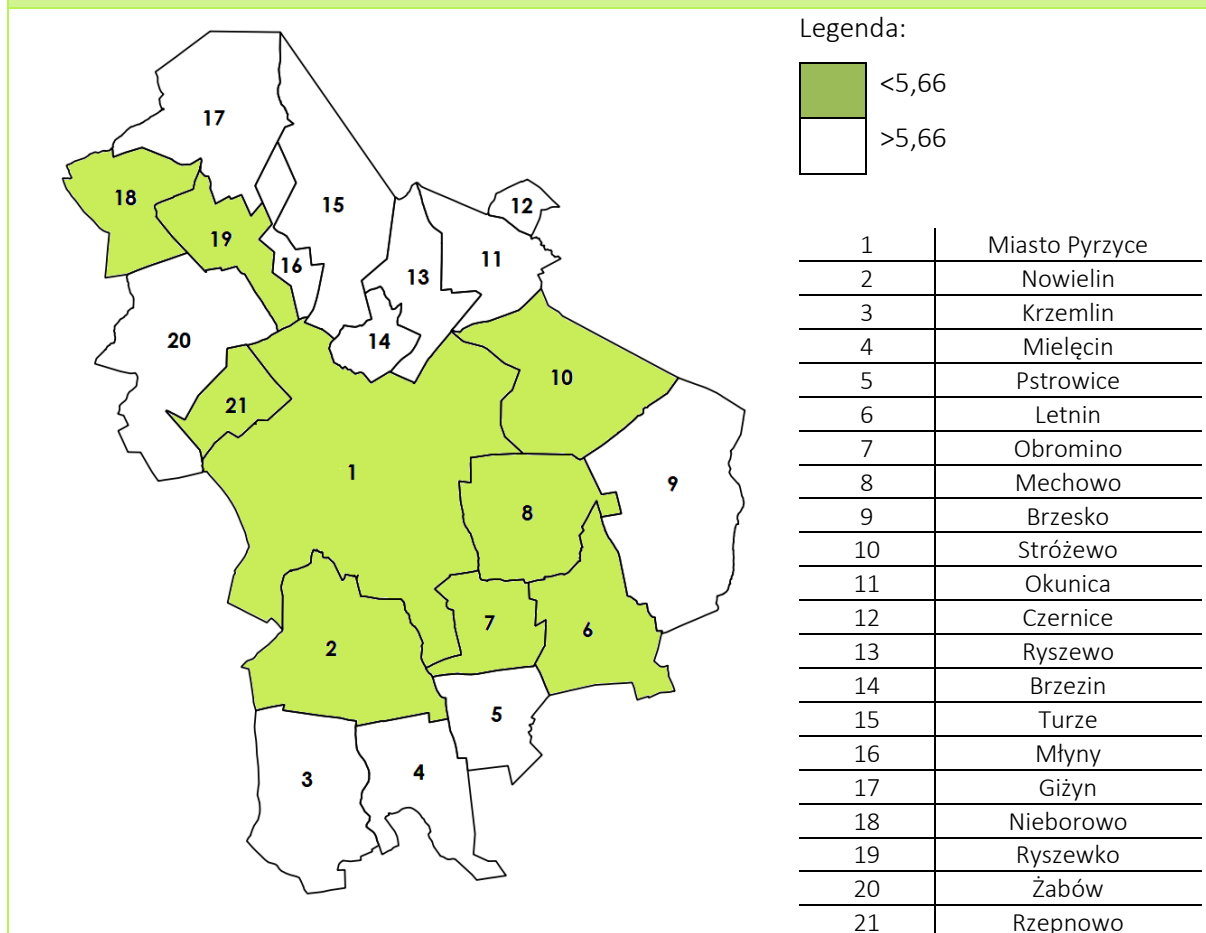 Legenda:
<5,66
>5,66
17
18
15
12
19
11
16
13
20
14
10
21
1
9
8
7
6
2
5
3
4
1 Miasto Pyrzyce
2 Nowielin
3 Krzemlin
4 Mielęcin
5 Pstrowice
6 Letnin
7 Obromino
8 Mechowo
9 Brzesko
10 Stróżewo
11 Okunica
12 Czernice
13 Ryszewo
14 Brzezin
15 Turze
16 Młyny
17 Giżyn
18 Nieborowo
19 Ryszewko
20 Żabów
21 Rzepnowo